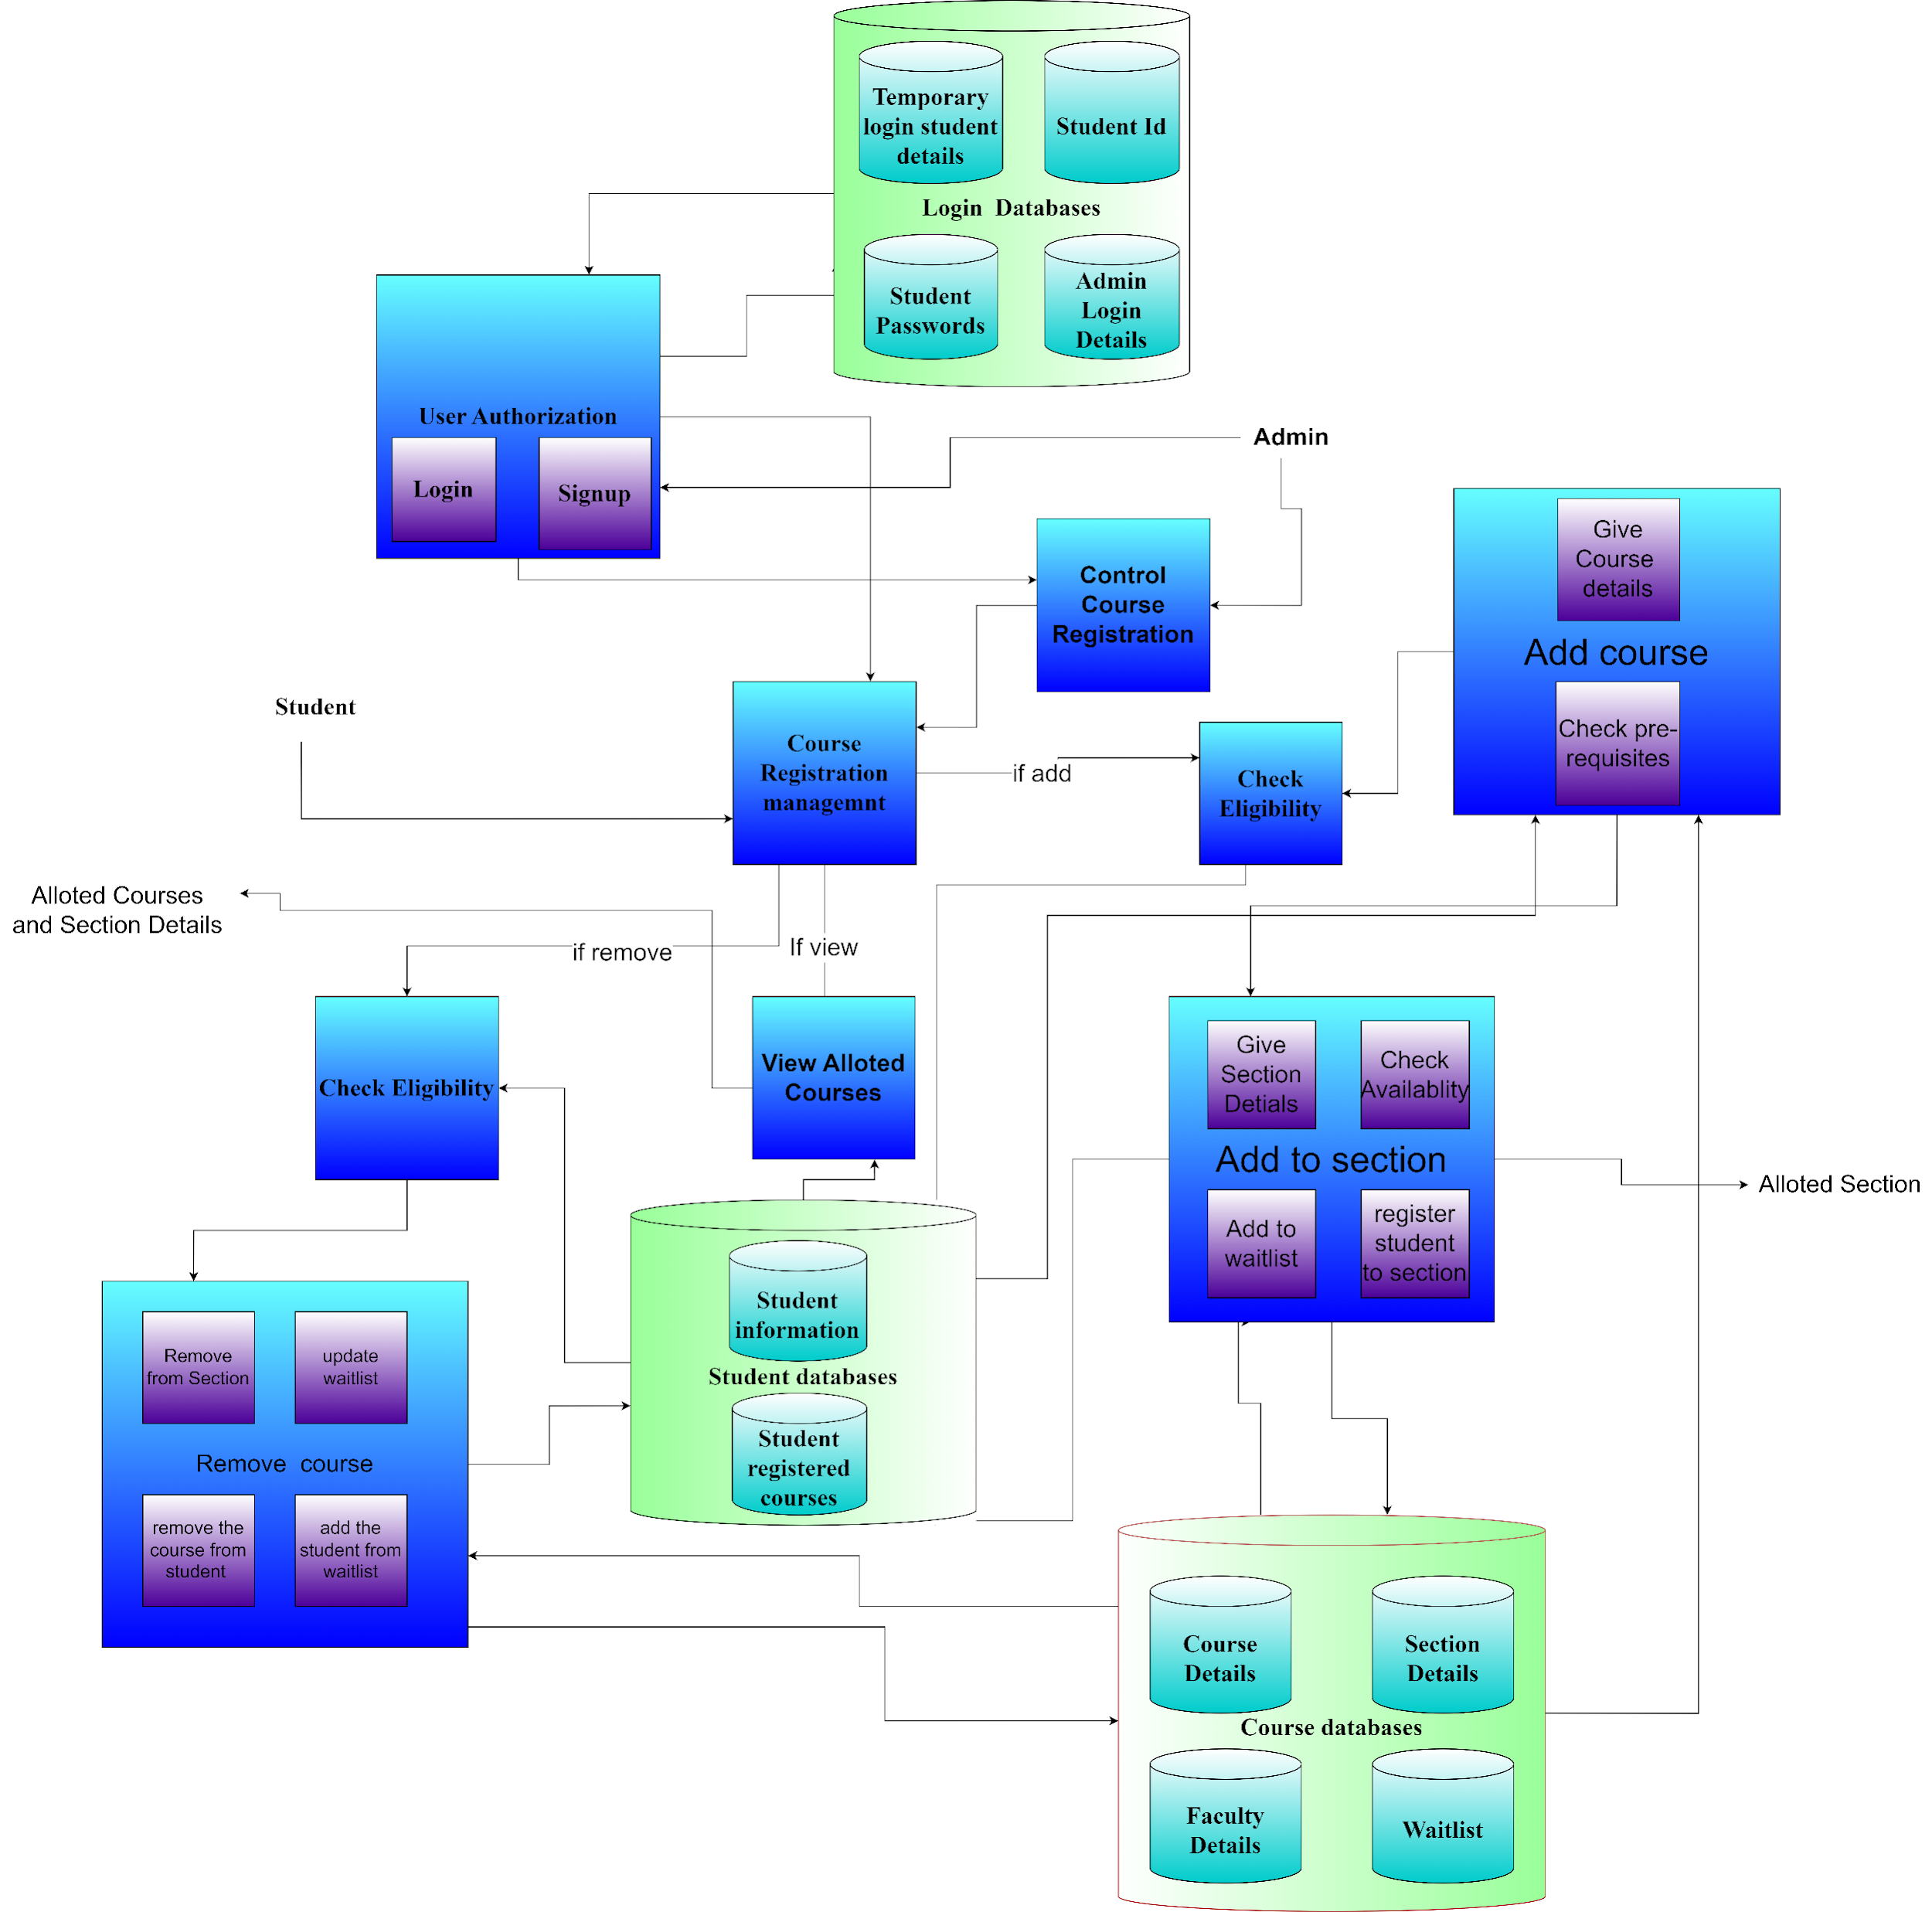 Temporary
login student
details
Student Id
Login  Databases
Student
Passwords
Admin
Login
Details
User Authorization
Login
Signup
Admin
Control
Course
Registration
Give
Course
details
Add course
Check pre-
requisites
Student
Course
Registration
managemnt
if add
Check
Eligibility
Alloted Courses
and Section Details
if remove
If view
Check Eligibility
View Alloted
Courses
Give
Section
Detials
Check
Availablity
Add to section
Add to
waitlist
register
student
to section
Alloted Section
Student
information
Student databases
Student
registered
courses
Remove
from Section
update
waitlist
Remove  course
remove the
course from
student
add the
student from
waitlist
Course
Details
Section
Details
Course databases
Faculty
Details
Waitlist